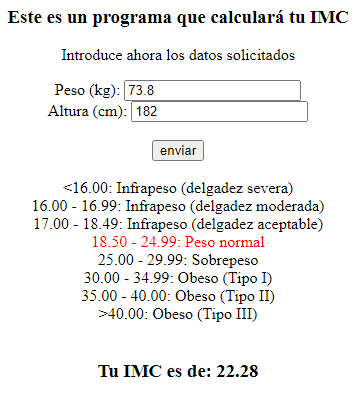 Este es un programa que calculará tu IMC
Introduce ahora los datos solicitados
Peso (kg): 73.8
Altura (cm): 182
enviar
<16.00: Infrapeso (delgadez severa)
16.00 - 16.99: Infrapeso (delgadez moderada)
17.00 - 18.49: Infrapeso (delgadez aceptable)
18.50 - 24.99: Peso normal
25.00 - 29.99: Sobrepeso
30.00 - 34.99: Obeso (Tipo I)
35.00 - 40.00: Obeso (Tipo II)
>40.00: Obeso (Tipo III)
Tu IMC es de: 22.28